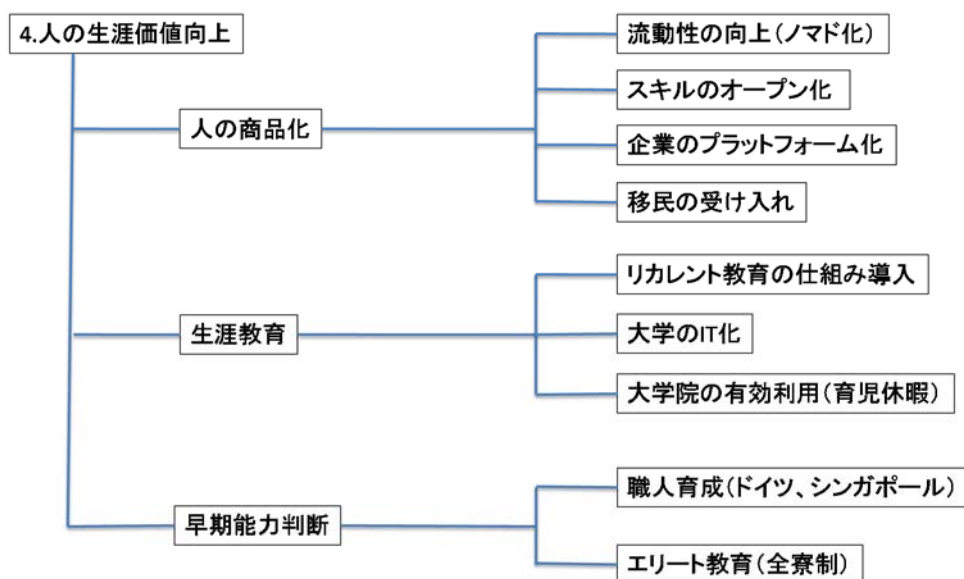 4.人の生涯価値向上
人の商品化
流動性の向上(ノマド化)
スキルのオープン化
企業のプラットフォーム化
移民の受け入れ
生涯教育
リカレント教育の仕組み導入
大学のIT化
大学院の有効利用(育児休暇)
早期能力判断
職人育成(ドイツ、シンガポール)
エリート教育(全寮制)